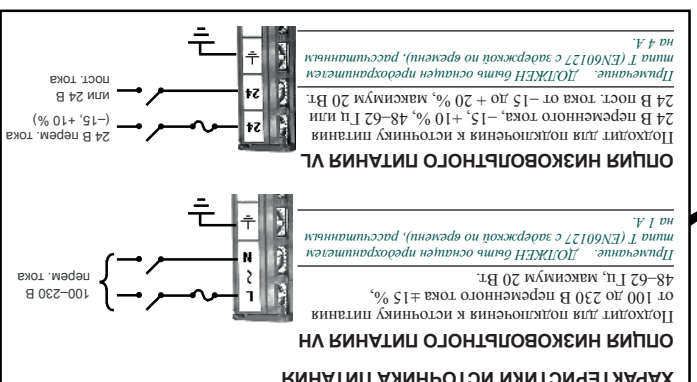 ХАРАКТЕРИСТИКИ ИСТОЧНИКА ПИТАНИЯ
ОПЦИЯ НИЗКОВОЛЬТНОГО ПИТАНИЯ VH
Подходит для подключения к источнику питания
от 100 до 230 В переменного тока ±15 %,
48–62 Гц, максимум 20 Вт.
Примечание. ДОЛЖЕН быть оснащен предохранителем
типа T (EN60127 с задержкой по времени), рассчитанным
на 1 А.
L
N
100–230 В
перем. тока
ОПЦИЯ НИЗКОВОЛЬТНОГО ПИТАНИЯ VL
Подходит для подключения к источнику питания
24 В переменного тока, –15, +10 %, 48–62 Гц или
24 В пост. тока от –15 до + 20 %, максимум 20 Вт.
Примечание. ДОЛЖЕН быть оснащен предохранителем
типа T (EN60127 с задержкой по времени), рассчитанным
на 4 А.
24
24
24 В перем. тока
(–15, +10 %)
или 24 В
пост. тока